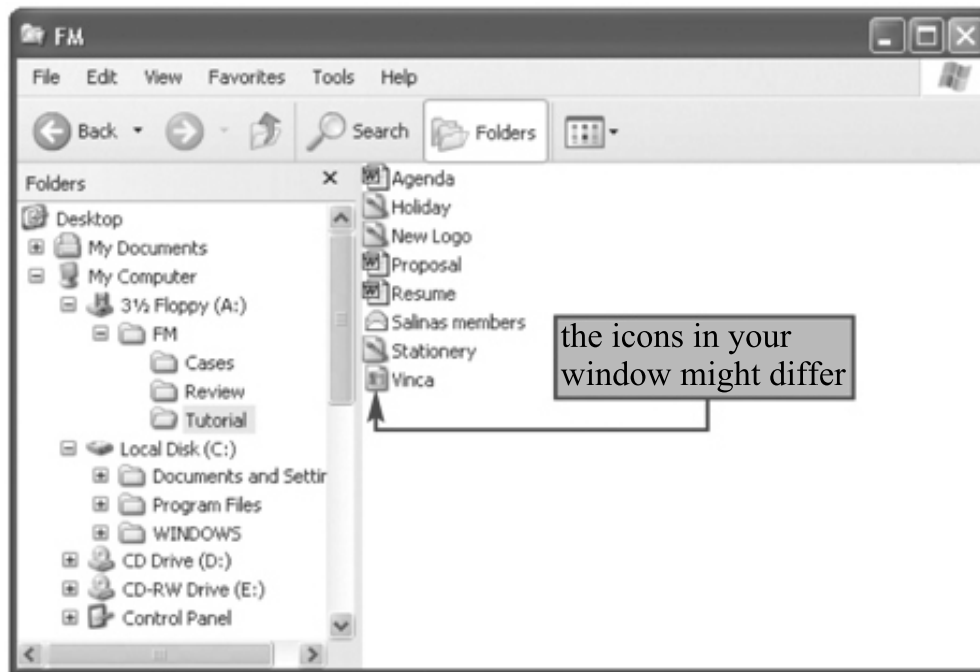 FM
File Edit View Favorites Tools Help
Back Search Folders
Folders
Desktop
My Documents
My Computer
3½ Floppy (A:)
FM
Cases
Review
Tutorial
Local Disk (C:)
Documents and Settin
Program Files
WINDOWS
CD Drive (D:)
CD-RW Drive (E:)
Control Panel
Agenda
Holiday
New Logo
Proposal
Resume
Salinas members
Stationery
Vinca
the icons in your
window might differ